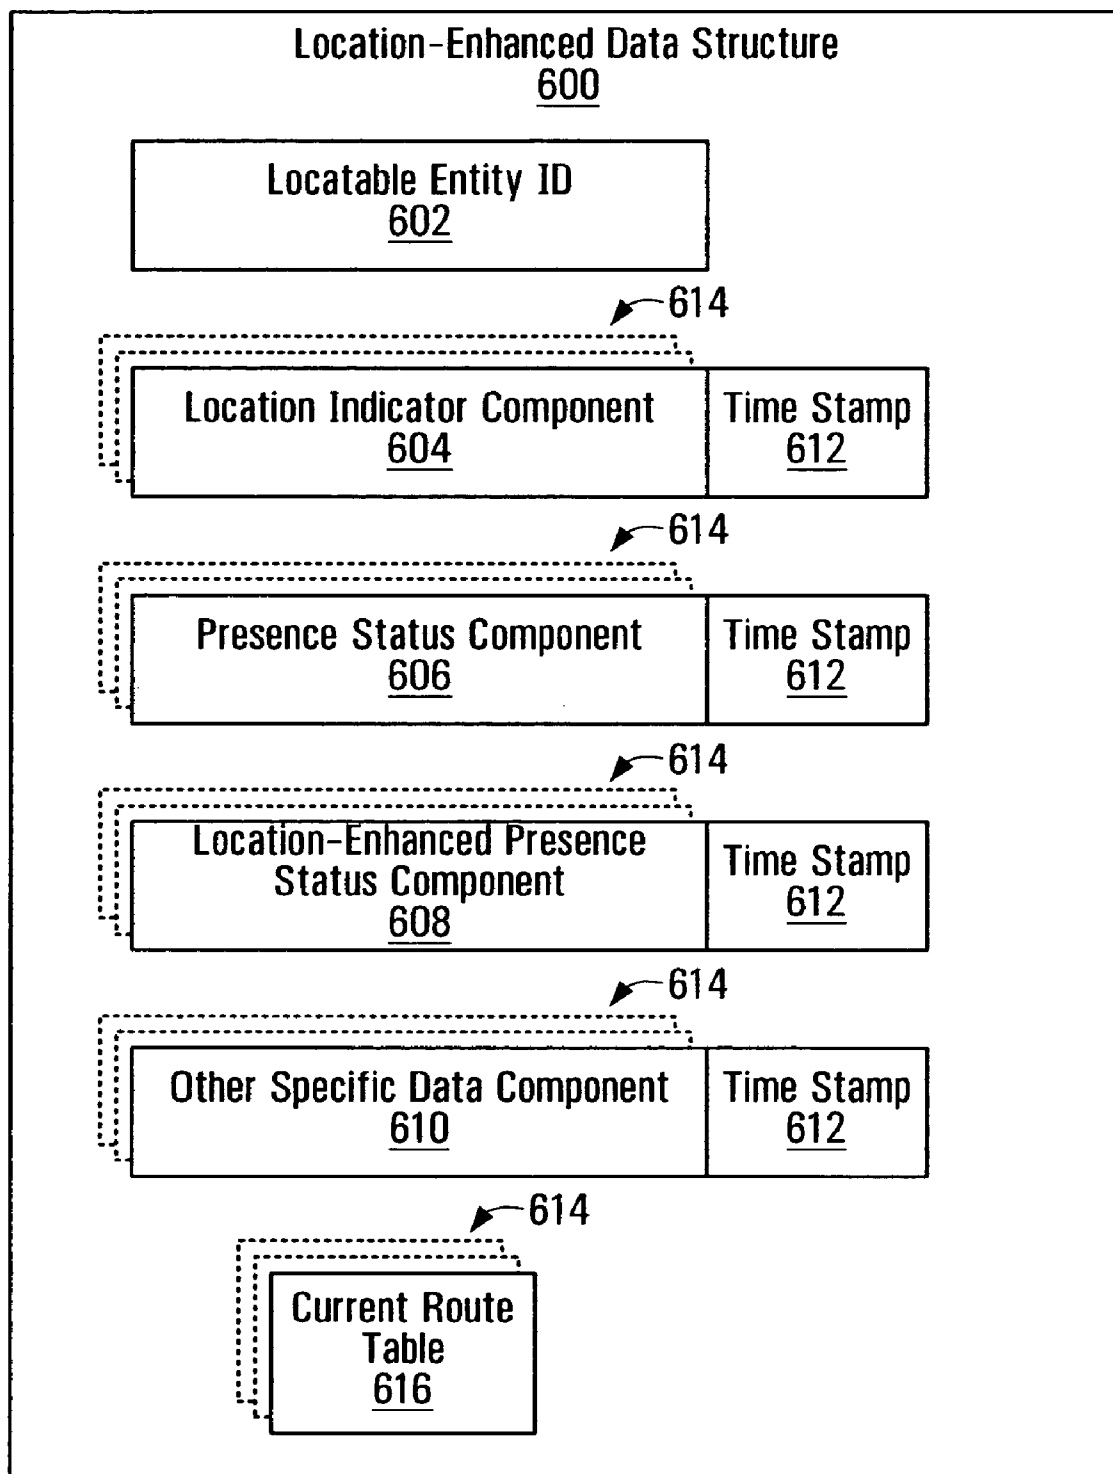 Location-Enhanced Data Structure
600
Locatable Entity ID
602
614
Location Indicator Component
604
Time Stamp
612
614
Presence Status Component
606
Time Stamp
612
614
Location-Enhanced Presence
Status Component
608
Time Stamp
612
614
Other Specific Data Component
610
Time Stamp
612
614
Current Route
Table
616